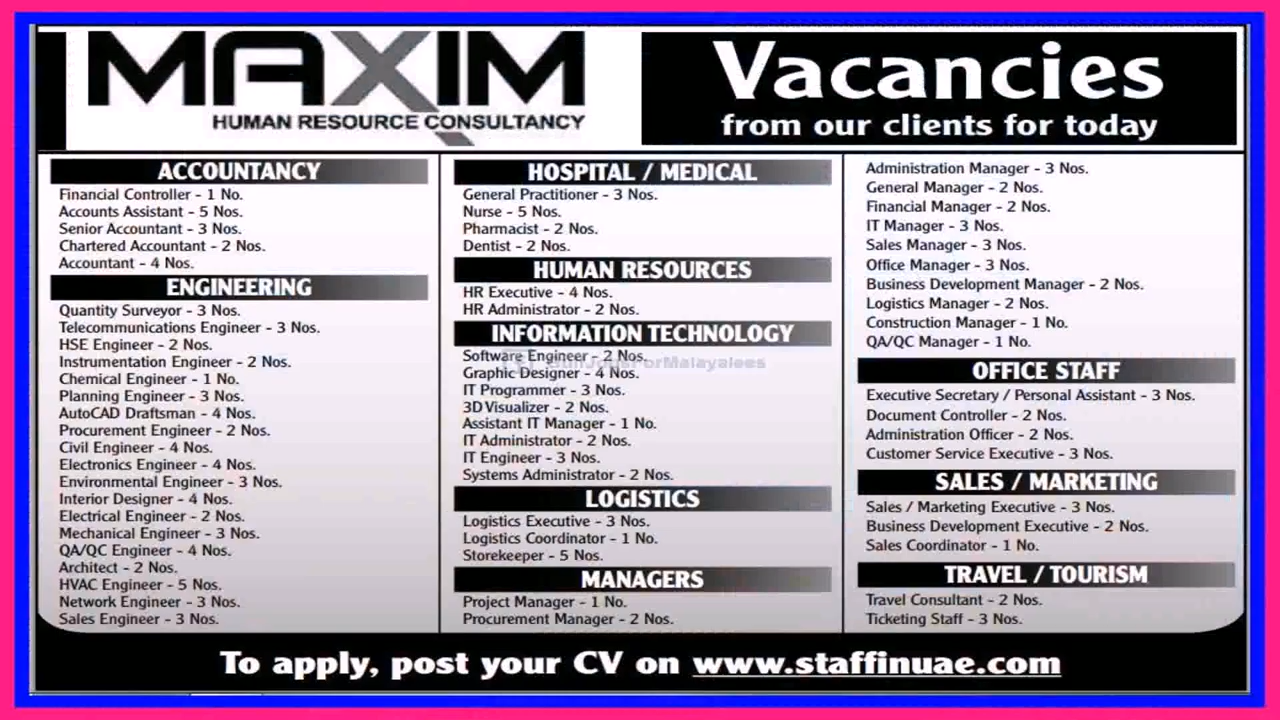 MAXIM
HUMAN RESOURCE CONSULTANCY
Vacancies
from our clients for today
ACCOUNTANCY
Financial Controller - 1 No.
Accounts Assistant - 5 Nos.
Senior Accountant - 3 Nos.
Chartered Accountant - 2 Nos.
Accountant - 4 Nos.
ENGINEERING
Quantity Surveyor - 3 Nos.
Telecommunications Engineer - 3 Nos.
HSE Engineer - 2 Nos.
Instrumentation Engineer - 2 Nos.
Chemical Engineer - 1 No.
Planning Engineer - 3 Nos.
AutoCAD Draftsman - 4 Nos.
Procurement Engineer - 2 Nos.
Civil Engineer - 4 Nos.
Electronics Engineer - 4 Nos.
Environmental Engineer - 3 Nos.
Interior Designer - 4 Nos.
Electrical Engineer - 2 Nos.
Mechanical Engineer - 3 Nos.
QA/QC Engineer - 4 Nos.
Architect - 2 Nos.
HVAC Engineer - 5 Nos.
Network Engineer - 3 Nos.
Sales Engineer - 3 Nos.
HOSPITAL / MEDICAL
General Practitioner - 3 Nos.
Nurse - 5 Nos.
Pharmacist - 2 Nos.
Dentist - 2 Nos.
HUMAN RESOURCES
HR Executive - 4 Nos.
HR Administrator - 2 Nos.
INFORMATION TECHNOLOGY
Software Engineer - 2 Nos.
GulfJobsForMalayalees
Graphic Designer - 4 Nos.
IT Programmer - 3 Nos.
3D Visualizer - 2 Nos.
Assistant IT Manager - 1 No.
IT Administrator - 2 Nos.
IT Engineer - 3 Nos.
Systems Administrator - 2 Nos.
LOGISTICS
Logistics Executive - 3 Nos.
Logistics Coordinator - 1 No.
Storekeeper - 5 Nos.
MANAGERS
Project Manager - 1 No.
Procurement Manager - 2 Nos.
Administration Manager - 3 Nos.
General Manager - 2 Nos.
Financial Manager - 2 Nos.
IT Manager - 3 Nos.
Sales Manager - 3 Nos.
Office Manager - 3 Nos.
Business Development Manager - 2 Nos.
Logistics Manager - 2 Nos.
Construction Manager - 1 No.
QA/QC Manager - 1 No.
OFFICE STAFF
Executive Secretary / Personal Assistant - 3 Nos.
Document Controller - 2 Nos.
Administration Officer - 2 Nos.
Customer Service Executive - 3 Nos.
SALES / MARKETING
Sales / Marketing Executive - 3 Nos.
Business Development Executive - 2 Nos.
Sales Coordinator - 1 No.
TRAVEL / TOURISM
Travel Consultant - 2 Nos.
Ticketing Staff - 3 Nos.
To apply, post your CV on www.staffinuae.com